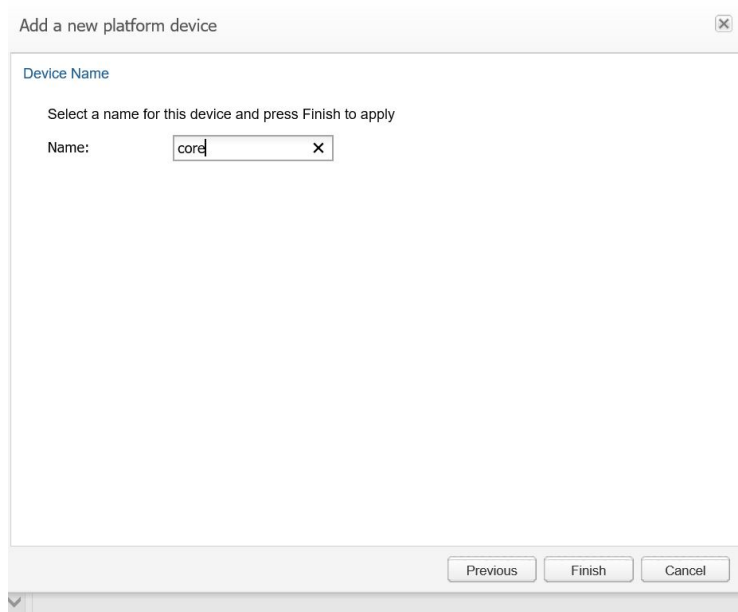 Add a new platform device
Device Name
Select a name for this device and press Finish to apply
Name: core
Previous Finish Cancel